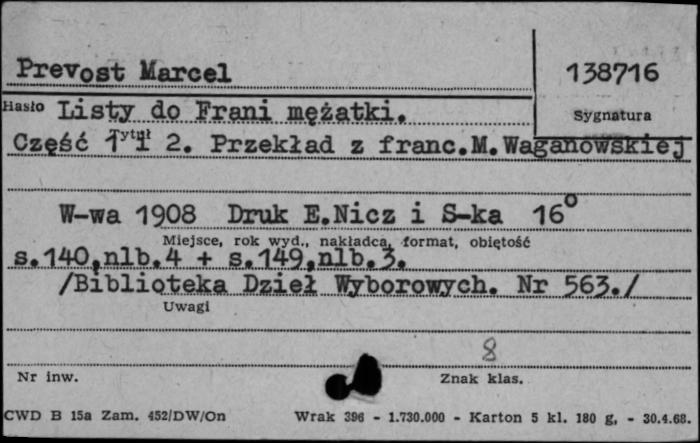 Prevost Marcel
138716
Hasło Listy do Frani mężatki. Sygnatura
Tytuł
Część 1 i 2. Przekład z franc.M.Waganowskiej
W-wa 1908 Druk E.Nicz i S-ka 16°
Miejsce, rok wyd., nakładca, format, objętość
s.140,nlb.4 + s.149,nlb.3.
/Biblioteka Dzieł Wyborowych. Nr 563./
Uwagi
8
Nr inw. Znak klas.
CWD B 15a Zam. 452/DW/On Wrak 396 - 1.730.000 - Karton 5 kl. 180 g. - 30.4.68.